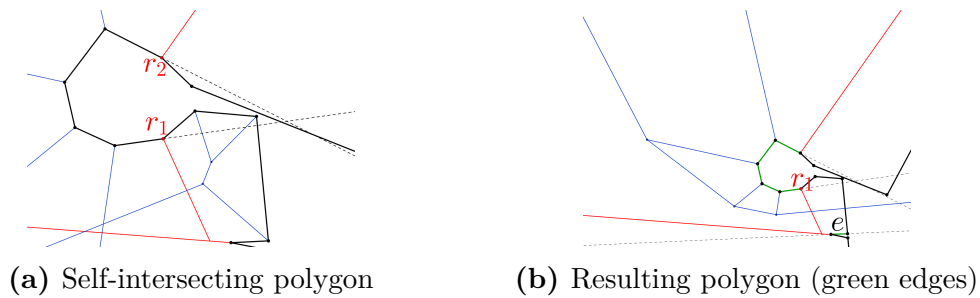 r₂
r₁
r₁
e
(a) Self-intersecting polygon
(b) Resulting polygon (green edges)